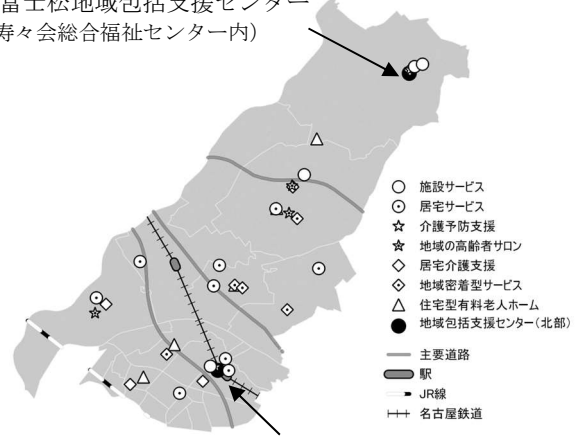 富士松地域包括支援センター
寿々会総合福祉センター内）
施設サービス
居宅サービス
介護予防支援
地域の高齢者サロン
居宅介護支援
地域密着型サービス
住宅型有料老人ホーム
地域包括支援センター（北部）
主要道路
駅
JR線
名古屋鉄道